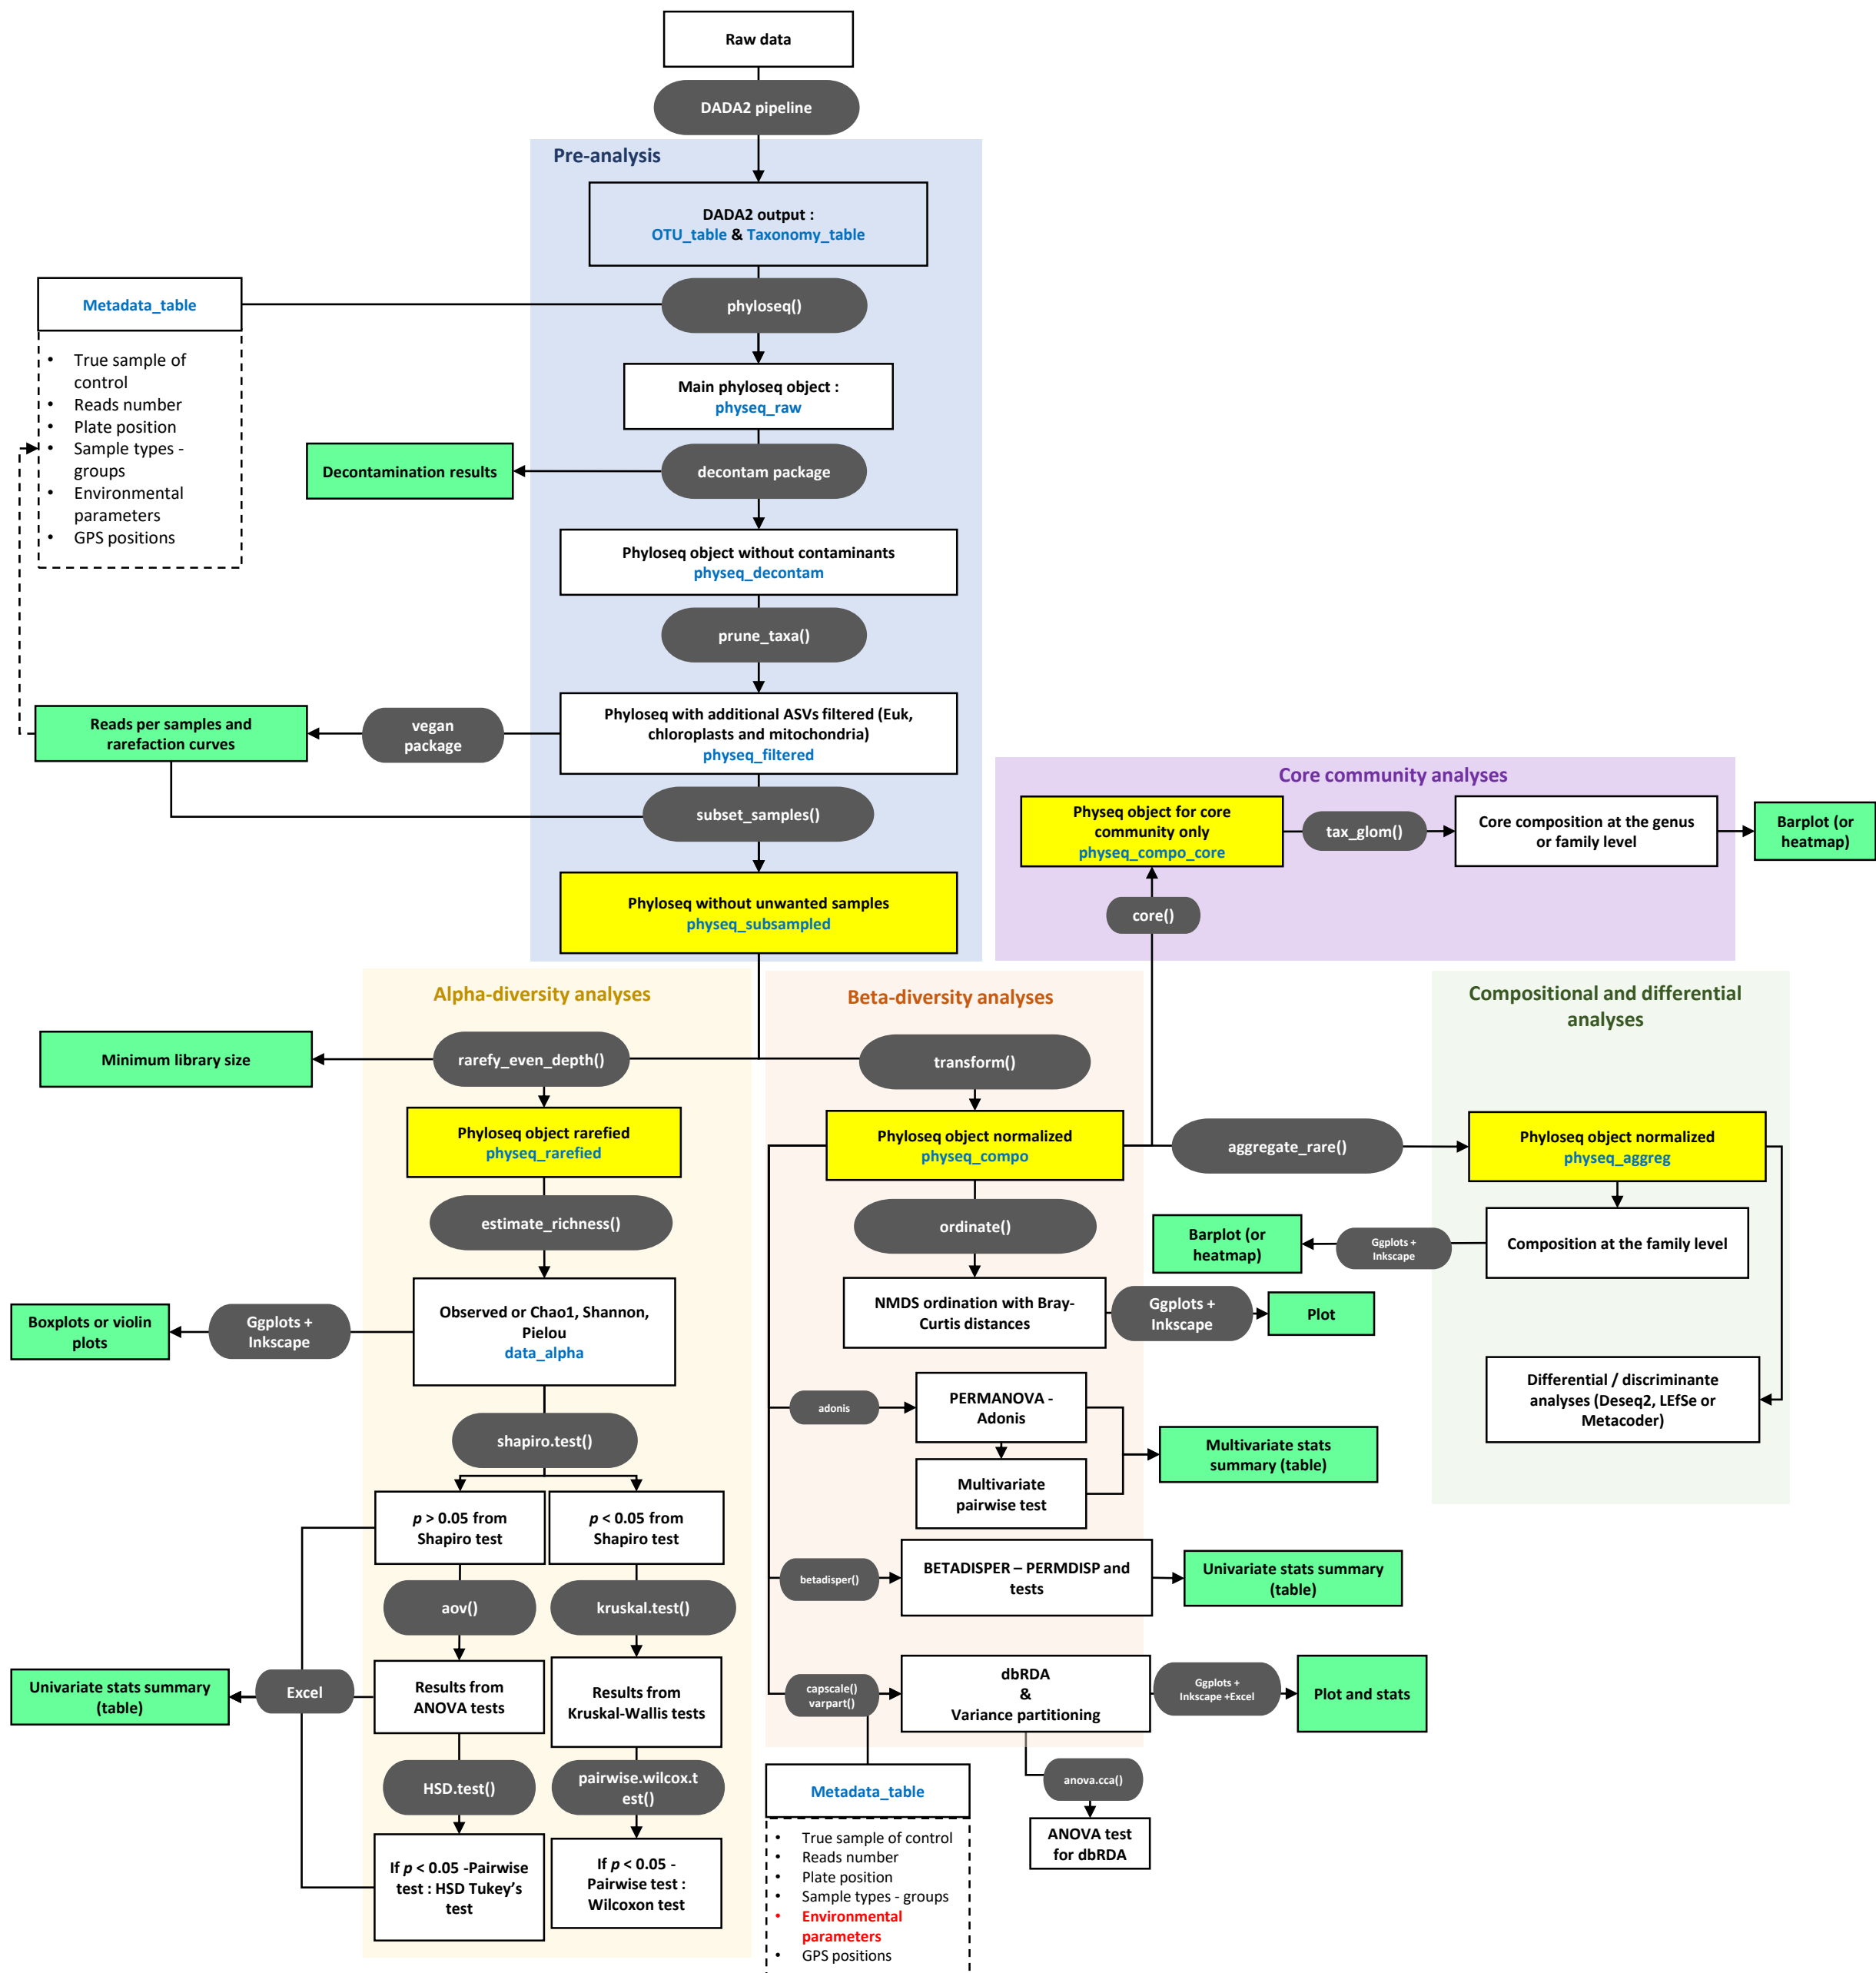 Raw data
DADA2 pipeline
Pre-analysis
DADA2 output :
OTU_table & Taxonomy_table
Metadata_table
phyloseq()
• True sample of
control
• Reads number
• Plate position
• Sample types -
groups
• Environmental
parameters
• GPS positions
Main phyloseq object :
physeq_raw
Decontamination results
decontam package
Phyloseq object without contaminants
physeq_decontam
prune_taxa()
Reads per samples and
rarefaction curves
vegan
package
Phyloseq with additional ASVs filtered (Euk,
chloroplasts and mitochondria)
physeq_filtered
subset_samples()
Phyloseq without unwanted samples
physeq_subsampled
Core community analyses
Physeq object for core
community only
physeq_compo_core
tax_glom()
Core composition at the genus
or family level
Barplot (or
heatmap)
core()
Alpha-diversity analyses
Minimum library size
rarefy_even_depth()
Phyloseq object rarefied
physeq_rarefied
estimate_richness()
Boxplots or violin
plots
Ggplots +
Inkscape
Observed or Chao1, Shannon,
Pielou
data_alpha
shapiro.test()
p > 0.05 from
Shapiro test
p < 0.05 from
Shapiro test
aov()
kruskal.test()
Univariate stats summary
(table)
Excel
Results from
ANOVA tests
Results from
Kruskal-Wallis tests
HSD.test()
pairwise.wilcox.t
est()
If p < 0.05 -Pairwise
test : HSD Tukey's
test
If p < 0.05 -
Pairwise test :
Wilcoxon test
Beta-diversity analyses
transform()
Phyloseq object normalized
physeq_compo
ordinate()
NMDS ordination with Bray-
Curtis distances
Ggplots +
Inkscape
Plot
adonis
PERMANOVA -
Adonis
Multivariate
pairwise test
Multivariate stats
summary (table)
betadisper()
BETADISPER – PERMDISP and
tests
Univariate stats summary
(table)
capscale()
varpart()
dbRDA
&
Variance partitioning
Ggplots +
Inkscape +Excel
Plot and stats
Metadata_table
• True sample of control
• Reads number
• Plate position
• Sample types - groups
• Environmental
parameters
• GPS positions
anova.cca()
ANOVA test
for dbRDA
Compositional and differential
analyses
aggregate_rare()
Phyloseq object normalized
physeq_aggreg
Barplot (or
heatmap)
Ggplots +
Inkscape
Composition at the family level
Differential / discriminante
analyses (Deseq2, LEfSe or
Metacoder)